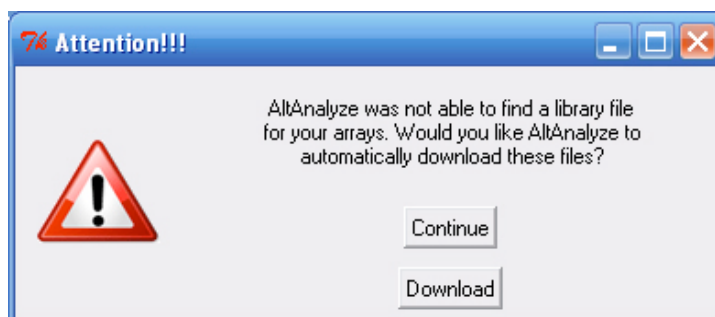 Attention!!!
AltAnalyze was not able to find a library file
for your arrays. Would you like AltAnalyze to
automatically download these files?
Continue
Download